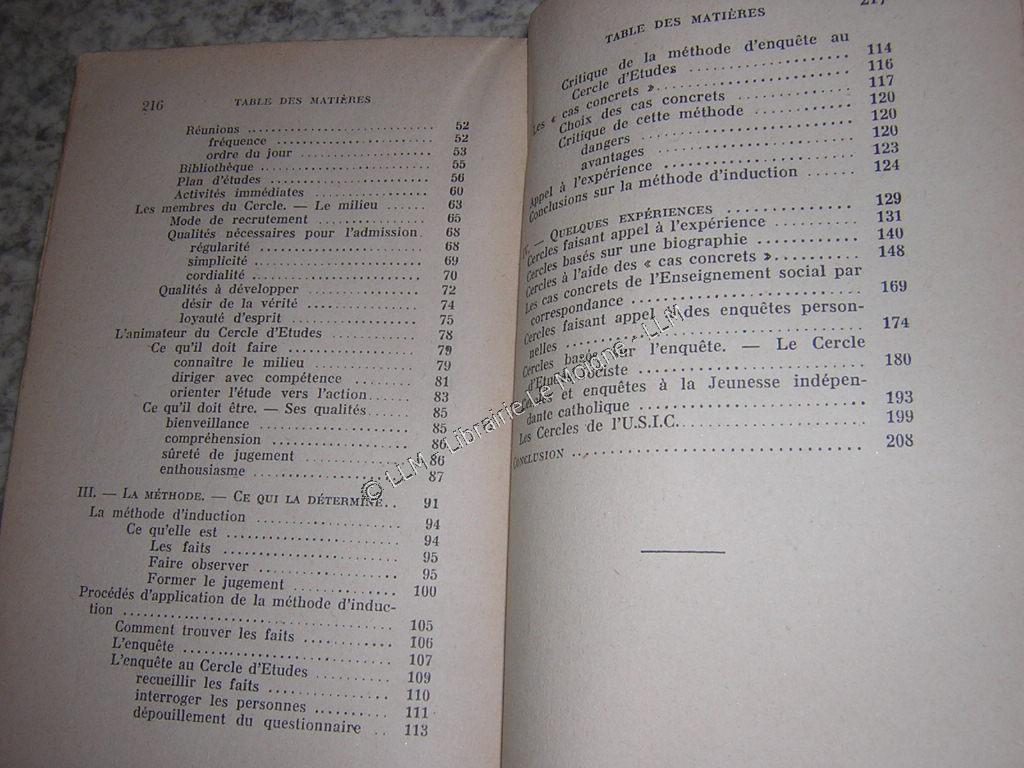 216 TABLE DES MATIÈRES
Réunions .......................... 52
fréquence ...................... 52
ordre du jour .................. 53
Bibliothèque ....................... 55
Plan d'études ...................... 56
Activités immédiates ............... 60
Les membres du Cercle. — Le milieu ...... 63
Mode de recrutement ................ 65
Qualités nécessaires pour l'admission. 68
régularité ..................... 68
simplicité ..................... 69
cordialité ..................... 70
Qualités à développer .............. 72
désir de la vérité ............. 74
loyauté d'esprit ............... 75
L'animateur du Cercle d'Etudes .......... 78
Ce qu'il doit faire ................ 79
connaître le milieu ............ 79
diriger avec compétence ........ 81
orienter l'étude vers l'action.. 83
Ce qu'il doit être. — Ses qualités.. 85
bienveillance .................. 85
compréhension .................. 86
sûreté de jugement ............. 86
enthousiasme ................... 87
III. — LA MÉTHODE. — CE QUI LA DÉTERMINE.. 91
La méthode d'induction .................. 94
Ce qu'elle est ..................... 94
Les faits ...................... 95
Faire observer ................. 95
Former le jugement ............. 100
Procédés d'application de la méthode d'induc-
tion ............................... 105
Comment trouver les faits .......... 106
L'enquête .......................... 107
L'enquête au Cercle d'Etudes ....... 109
recueillir les faits ........... 110
interroger les personnes ....... 111
dépouillement du questionnaire .. 113
TABLE DES MATIÈRES 217
Critique de la méthode d'enquête au
Cercle d'Etudes .................. 114
Les « cas concrets »..................... 116
Choix des cas concrets ............. 117
Critique de cette méthode .......... 120
dangers ........................ 120
avantages ...................... 120
Appel à l'expérience .................... 123
Conclusions sur la méthode d'induction ...... 124
IV. — QUELQUES EXPÉRIENCES .............. 129
Cercles faisant appel à l'expérience ........ 131
Cercles basés sur une biographie ........... 140
Cercles à l'aide des « cas concrets ».......... 148
Les cas concrets de l'Enseignement social par
correspondance ..................... 169
Cercles faisant appel à des enquêtes person-
nelles ............................. 174
Cercles basés sur l'enquête. — Le Cercle
d'Etudes jociste ................... 180
et enquêtes à la Jeunesse indépen-
dante catholique ................... 193
Les Cercles de l'U.S.I.C................. 199
CONCLUSION .............................. 208
© LLM - Librairie Le Molène - LLM